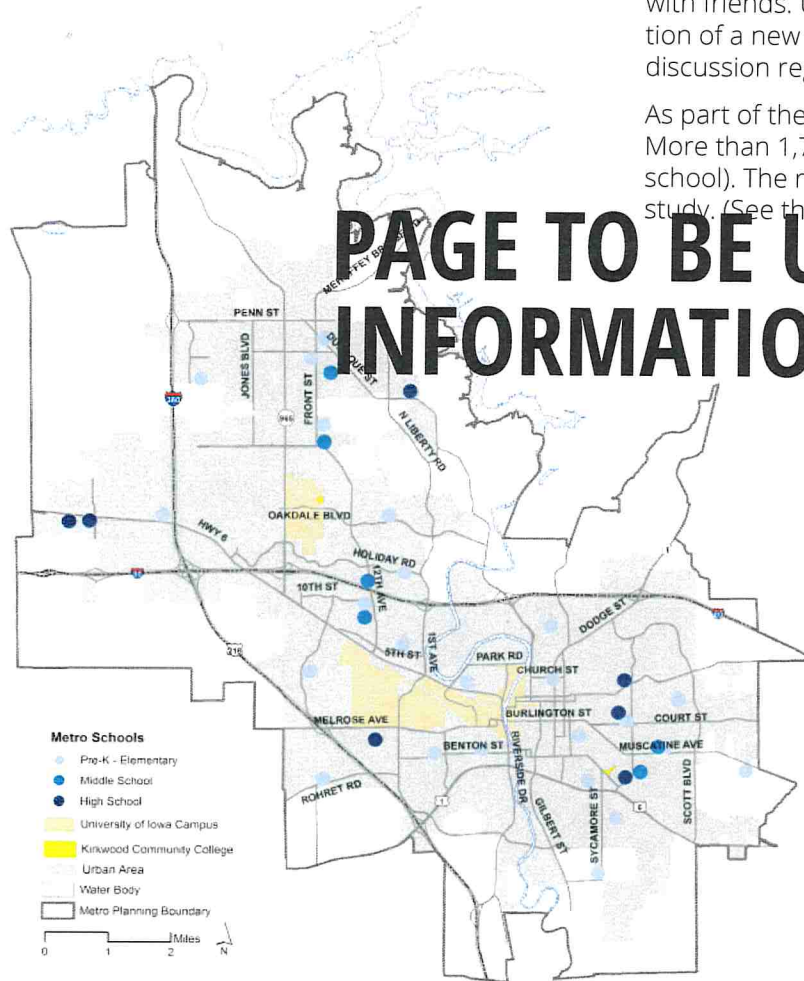 with friends. U
tion of a new
discussion reg
As part of the
More than 1,7
school). The r
study. (See th
PAGE TO BE U
INFORMATIO
PENN ST
JONES BLVD
FRONT ST
N LIBERTY RD
380
965
OAKDALE BLVD
HWY 6
HOLIDAY RD
12TH AVE
10TH ST
1ST AVE
5TH ST
DODGE ST
PARK RD
CHURCH ST
218
BURLINGTON ST
COURT ST
MELROSE AVE
MUSCATINE AVE
BENTON ST
RIVERSIDE DR
ROHRET RD
1
6
GILBERT ST
SYCAMORE ST
SCOTT BLVD
Metro Schools
Pre-K - Elementary
Middle School
High School
University of Iowa Campus
Kirkwood Community College
Urban Area
Water Body
Metro Planning Boundary
Miles
0 1 2 N